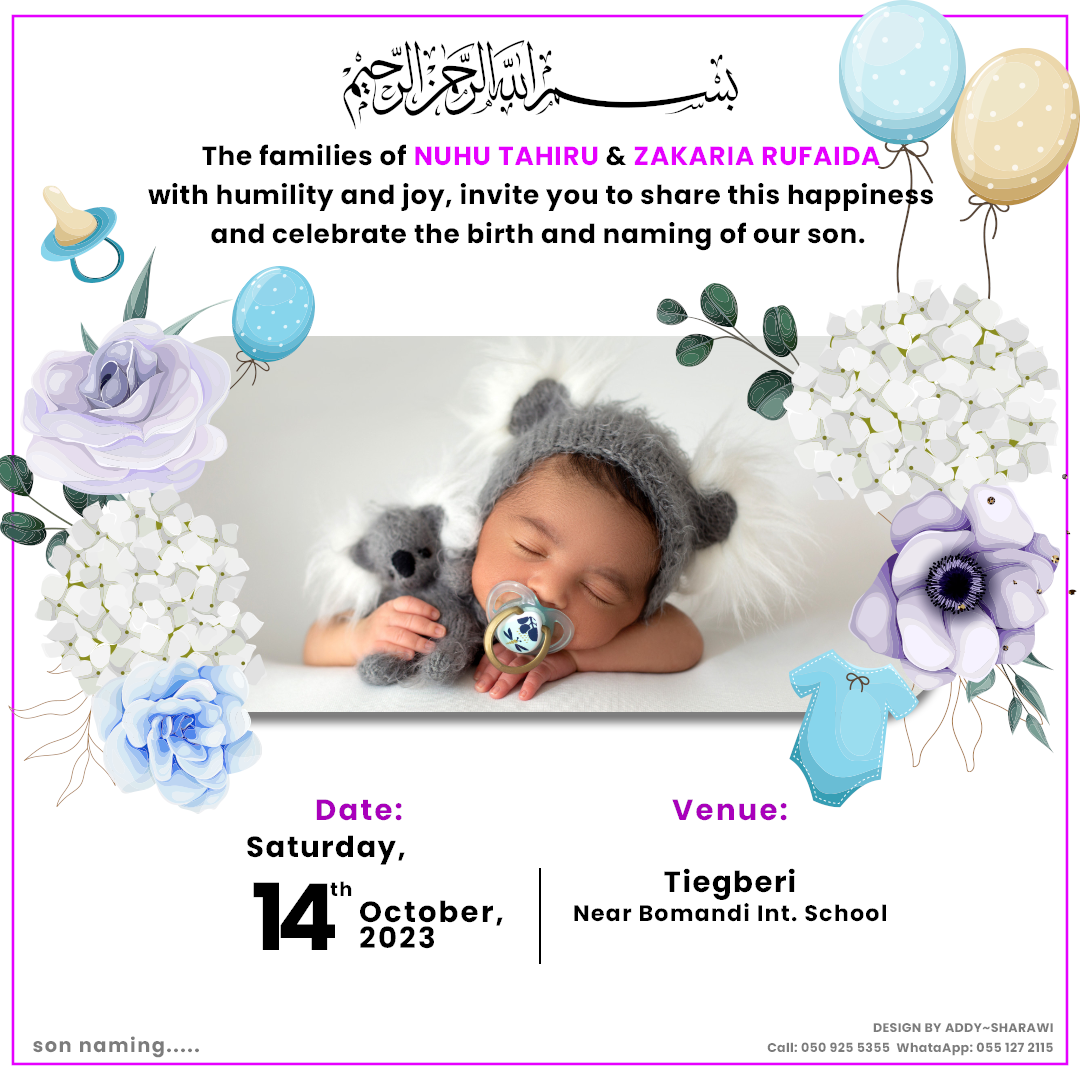 بسم الله الرحمن الرحيم
The families of NUHU TAHIRU & ZAKARIA RUFAIDA
with humility and joy, invite you to share this happiness
and celebrate the birth and naming of our son.
Date:
Saturday,
14th October,
2023
Venue:
Tiegberi
Near Bomandi Int. School
son naming.....
DESIGN BY ADDY~SHARAWI
Call: 050 925 5355 WhataApp: 055 127 2115